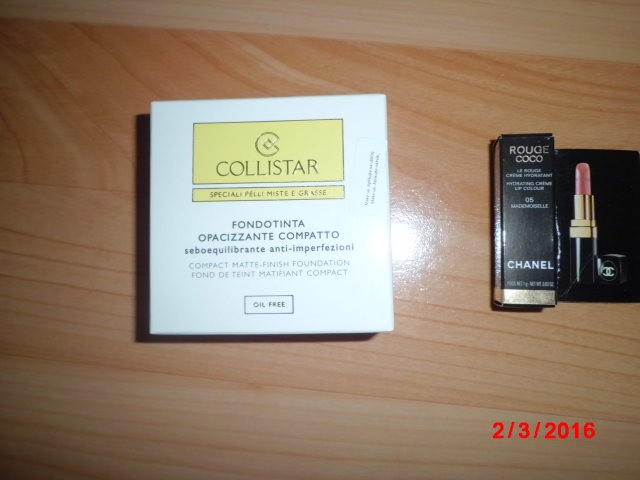 COLLISTAR
SPECIALI PELLI MISTE E GRASSE
FONDOTINTA
OPACIZZANTE COMPATTO
seboequilibrante anti-imperfezioni
COMPACT MATTE-FINISH FOUNDATION
FOND DE TEINT MATIFIANT COMPACT
OIL FREE
ROUGE
COCO
LE ROUGE
CRÈME HYDRATANT
HYDRATING CRÈME
LIP COLOUR
05
MADEMOISELLE
CHANEL
2/3/2016